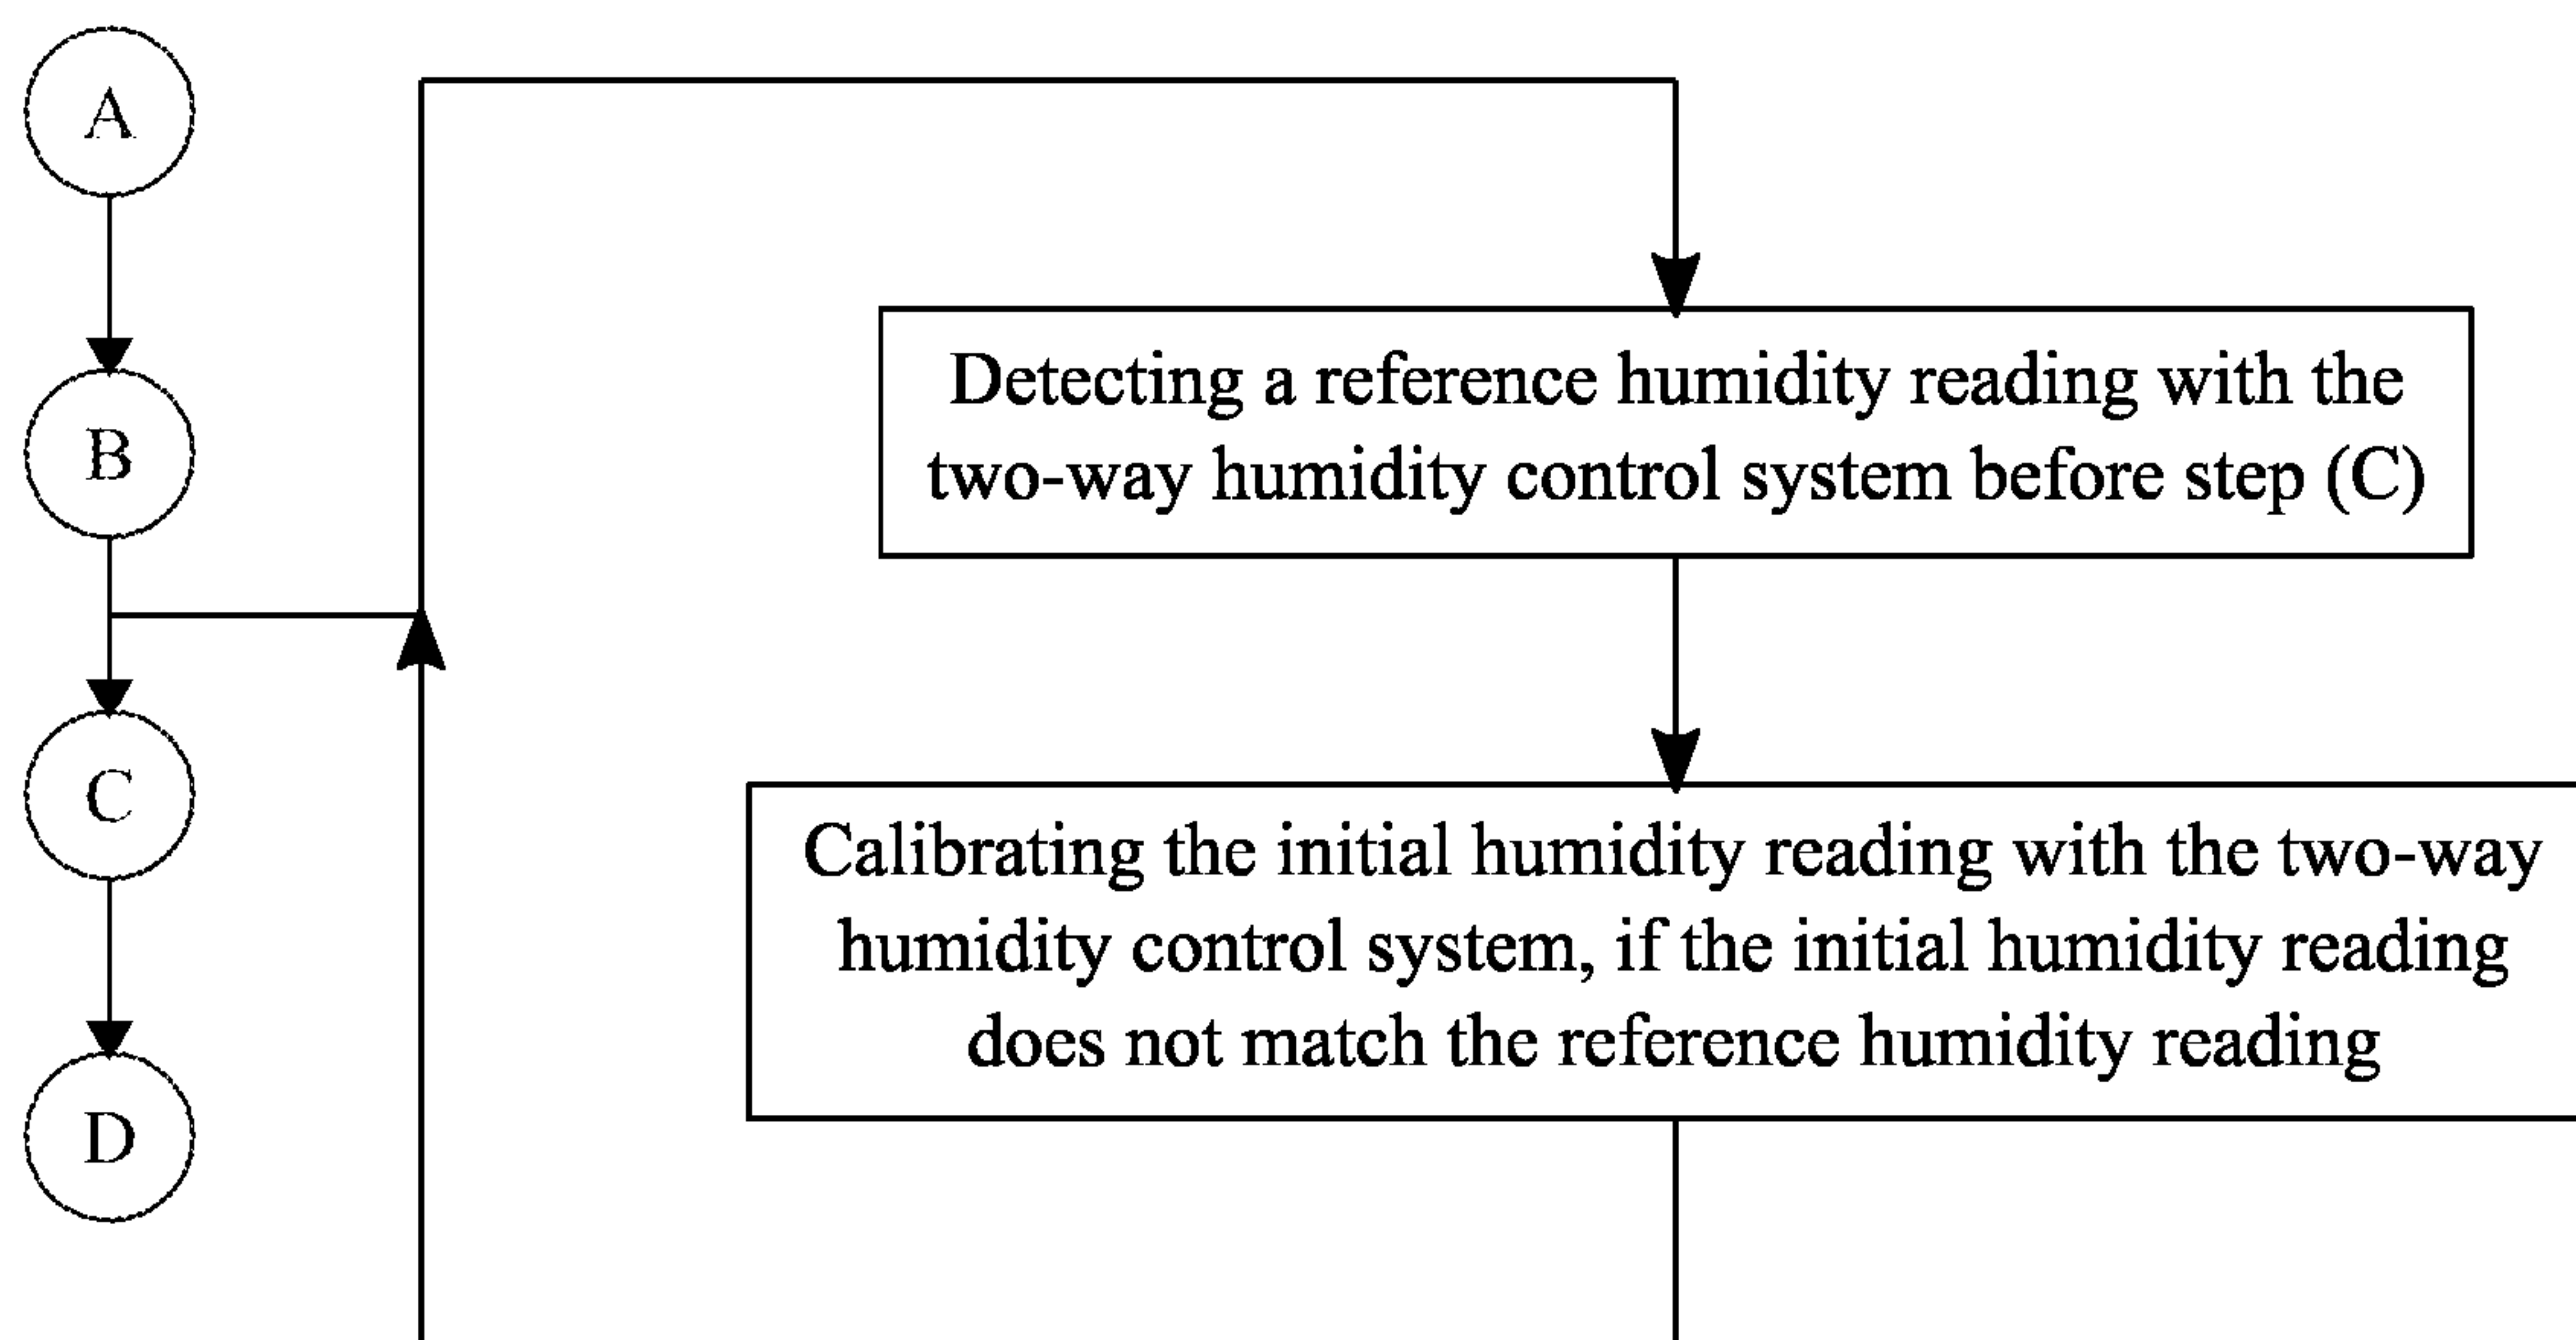 A
B
C
D
Detecting a reference humidity reading with the
two-way humidity control system before step (C)
Calibrating the initial humidity reading with the two-way
humidity control system, if the initial humidity reading
does not match the reference humidity reading